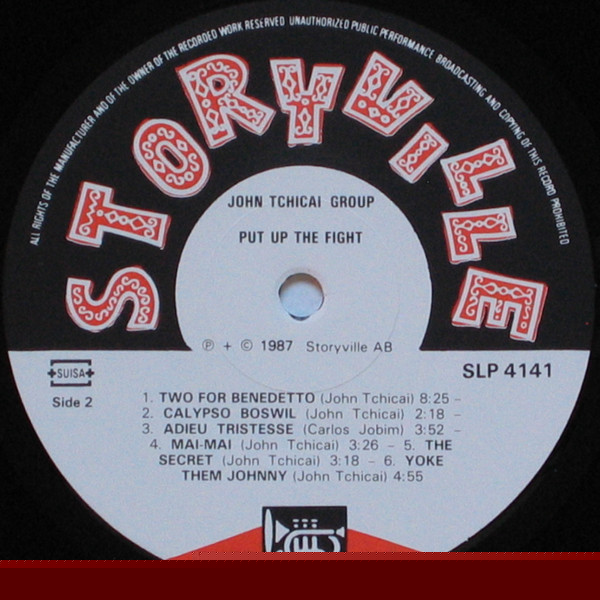 ALL RIGHTS OF THE MANUFACTURER AND OF THE OWNER OF THE RECORDED WORK RESERVED UNAUTHORIZED PUBLIC PERFORMANCE BROADCASTING AND COPYING OF THIS RECORD PROHIBITED
STORYVILLE
JOHN TCHICAI GROUP
PUT UP THE FIGHT
℗ + © 1987 Storyville AB
SUISA
SLP 4141
Side 2
1. TWO FOR BENEDETTO (John Tchicai) 8:25 –
2. CALYPSO BOSWIL (John Tchicai) 2:18 –
3. ADIEU TRISTESSE (Carlos Jobim) 3:52 –
4. MAI-MAI (John Tchicai) 3:26 – 5. THE
SECRET (John Tchicai) 3:18 – 6. YOKE
THEM JOHNNY (John Tchicai) 4:55